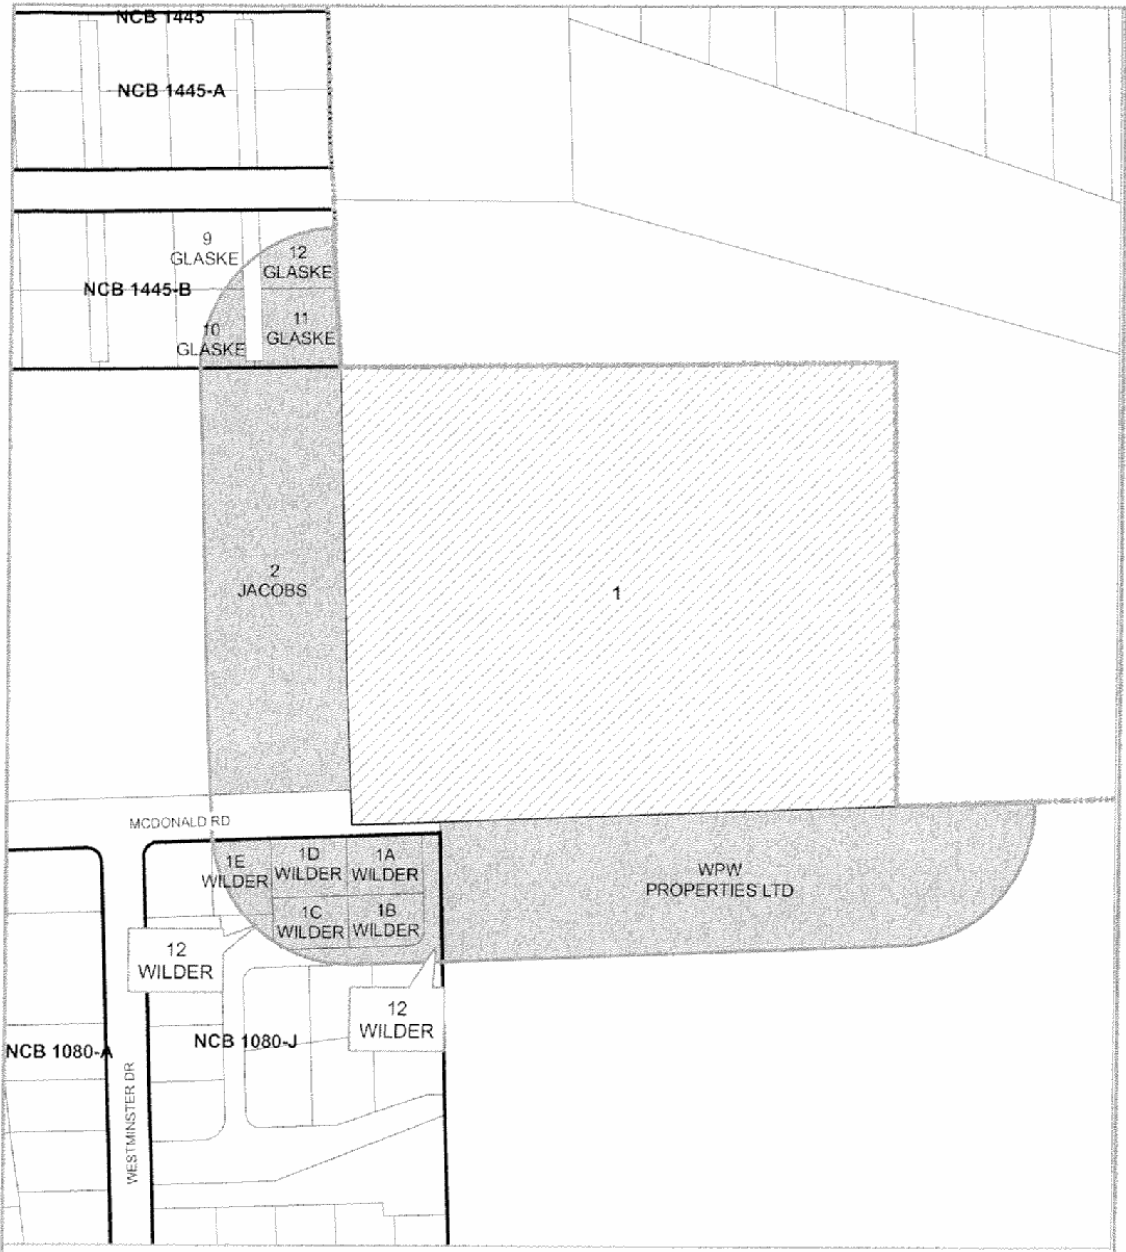 NCB 1445
NCB 1445-A
9
GLASKE
12
GLASKE
NCB 1445-B
10
GLASKE
11
GLASKE
2
JACOBS
1
MCDONALD RD
1E
WILDER
1D
WILDER
1A
WILDER
WPW
PROPERTIES LTD
1C
WILDER
1B
WILDER
12
WILDER
12
WILDER
NCB 1080-A
NCB 1080-J
WESTMINSTER DR